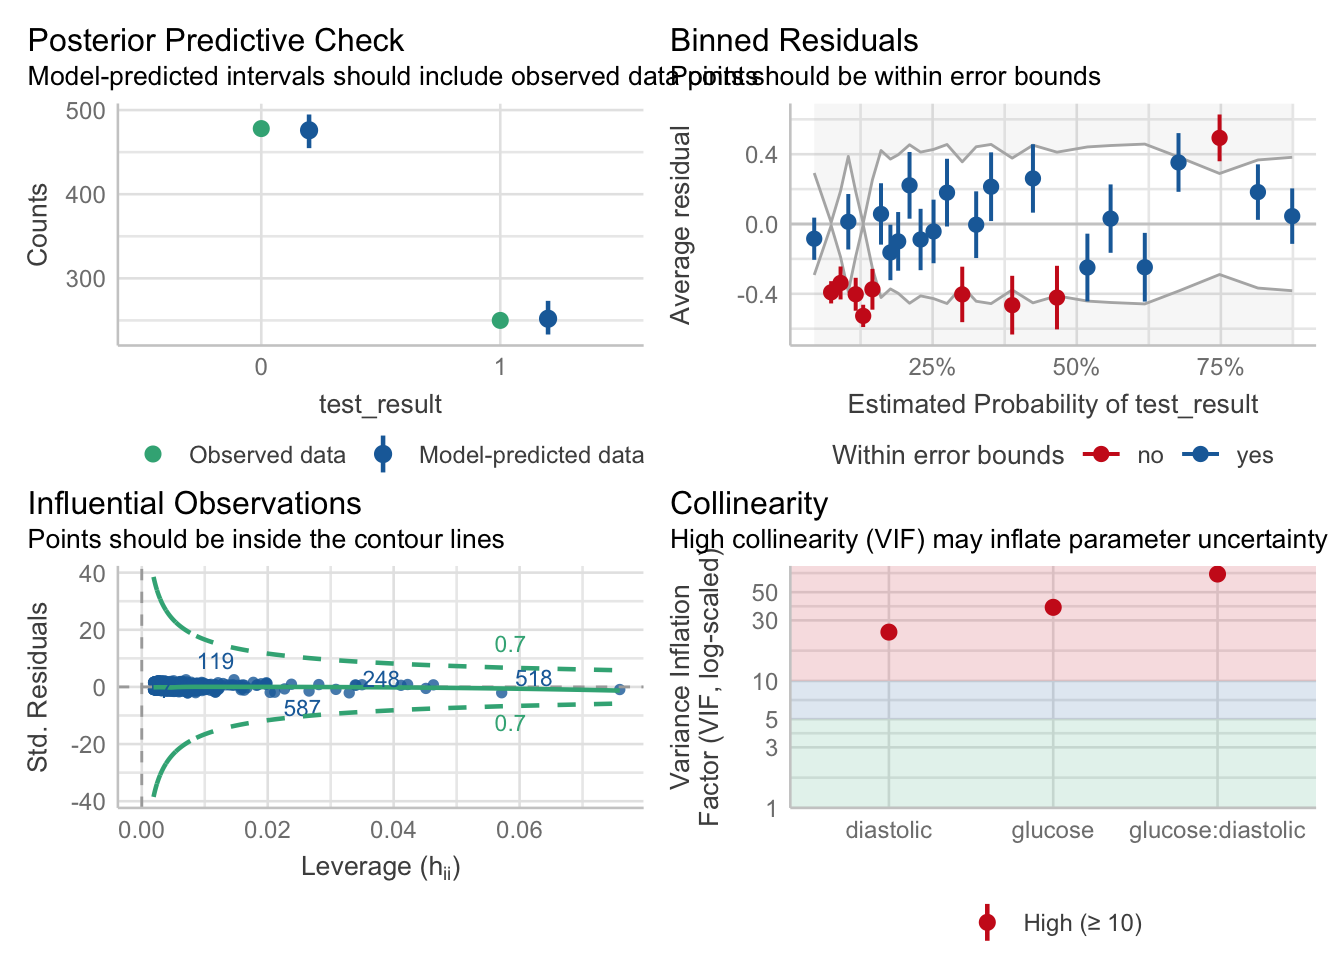 Posterior Predictive Check
Model-predicted intervals should include observed data points
500
400
300
Counts
0
1
test_result
Observed data
Model-predicted data
Binned Residuals
Points should be within error bounds
0.4
0.0
-0.4
Average residual
25%
50%
75%
Estimated Probability of test_result
Within error bounds
no
yes
Influential Observations
Points should be inside the contour lines
40
20
0
-20
-40
Std. Residuals
119
587
248
518
0.7
0.7
0.00
0.02
0.04
0.06
Leverage (hii)
Collinearity
High collinearity (VIF) may inflate parameter uncertainty
Variance Inflation
Factor (VIF, log-scaled)
50
30
10
5
3
1
diastolic
glucose
glucose:diastolic
High (≥ 10)